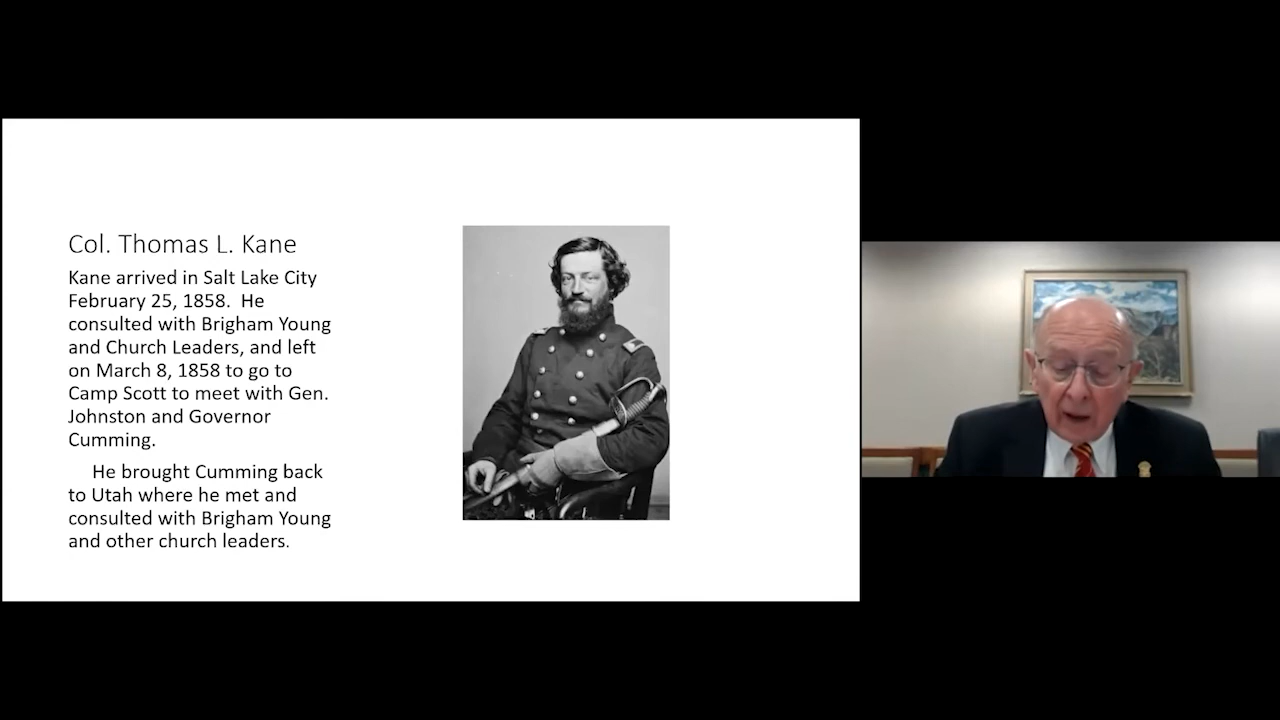 Col. Thomas L. Kane
Kane arrived in Salt Lake City
February 25, 1858.  He
consulted with Brigham Young
and Church Leaders, and left
on March 8, 1858 to go to
Camp Scott to meet with Gen.
Johnston and Governor
Cumming.
He brought Cumming back
to Utah where he met and
consulted with Brigham Young
and other church leaders.